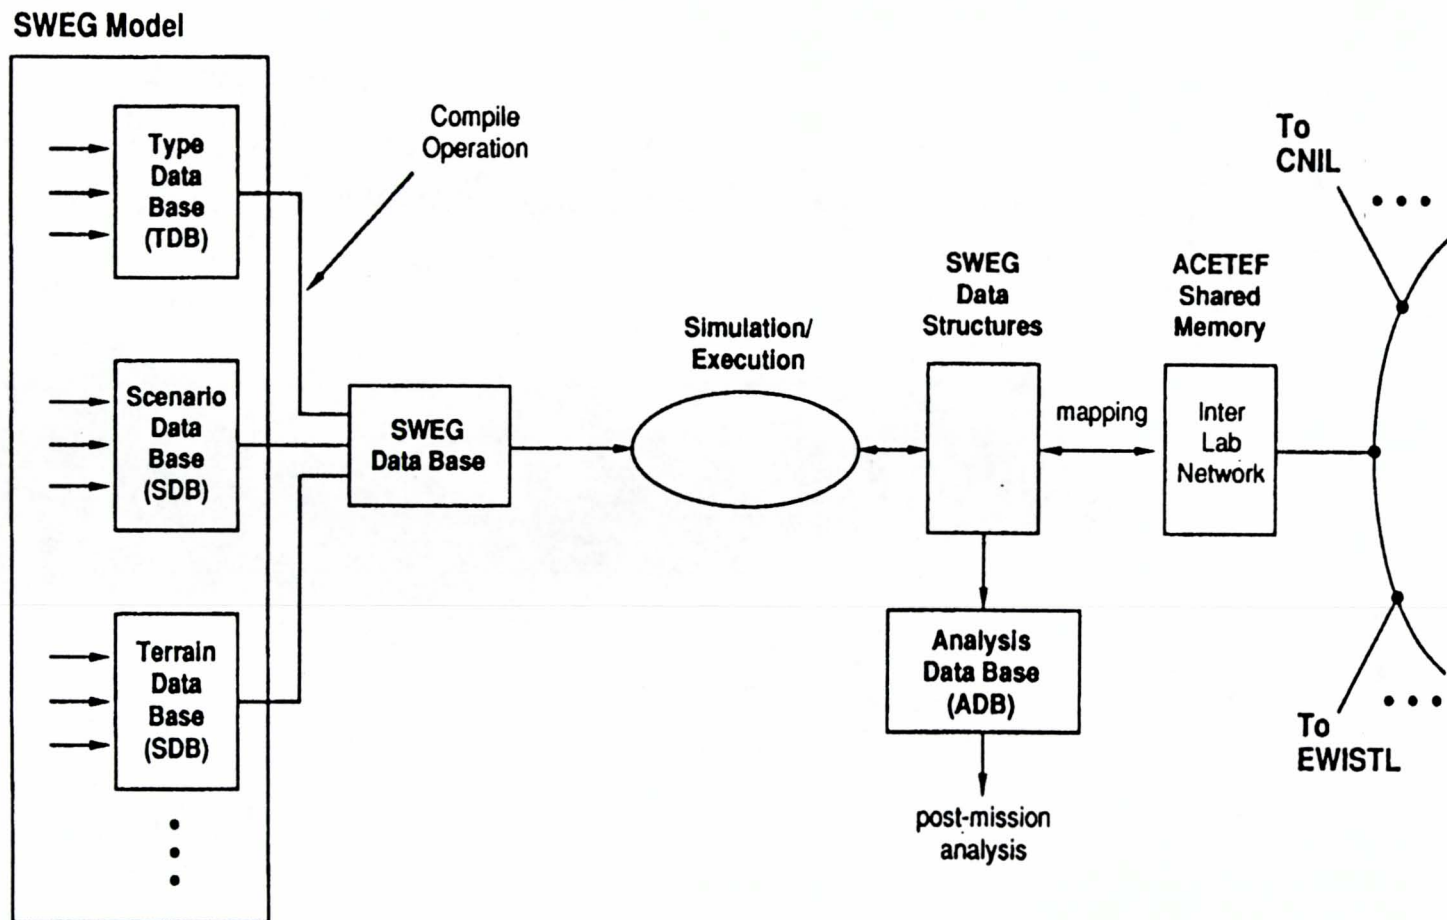 SWEG Model
Type
Data
Base
(TDB)
Compile
Operation
Scenario
Data
Base
(SDB)
SWEG
Data Base
Terrain
Data
Base
(SDB)
Simulation/
Execution
SWEG
Data
Structures
mapping
ACETEF
Shared
Memory
Inter
Lab
Network
To
CNIL
Analysis
Data Base
(ADB)
post-mission
analysis
To
EWISTL